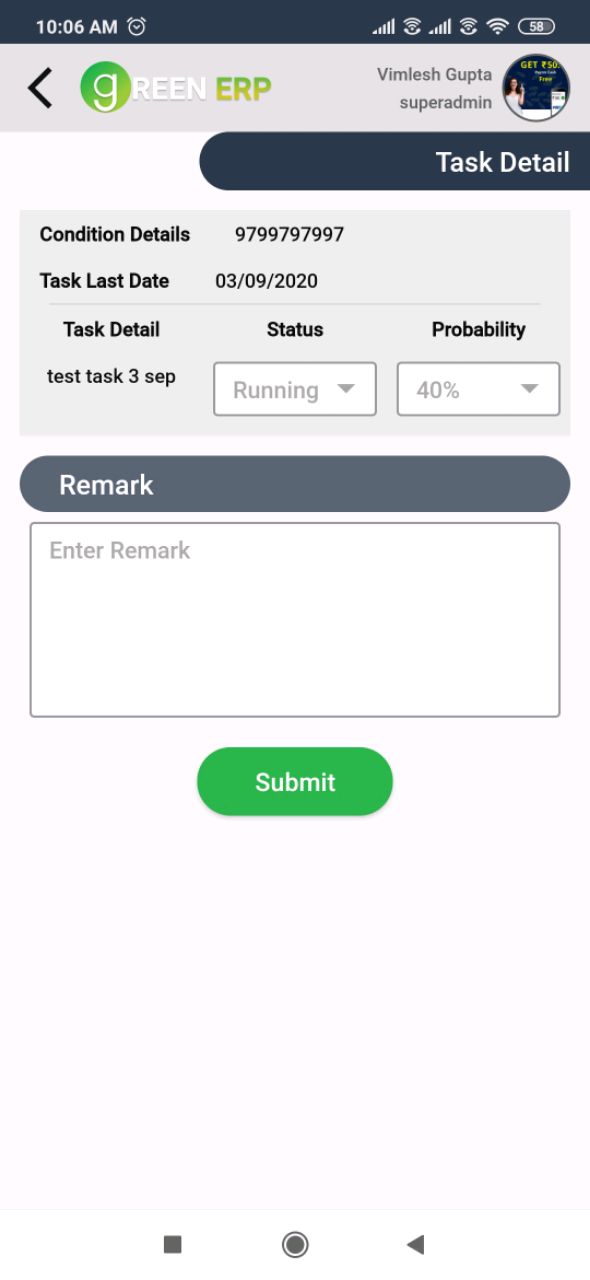 10:06 AM 58
gREEN ERP
Vimlesh Gupta
superadmin
GET ₹50
Free
Task Detail
Condition Details 9799797997
Task Last Date 03/09/2020
Task Detail Status Probability
test task 3 sep Running 40%
Remark
Enter Remark
Submit